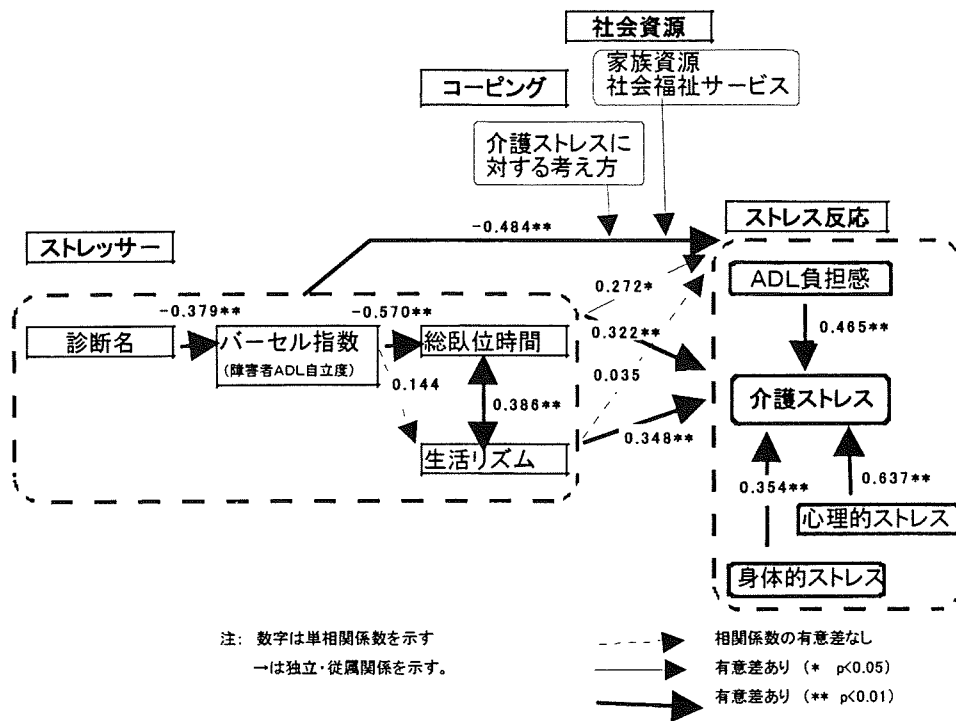 社会資源
家族資源
社会福祉サービス
コーピング
介護ストレスに
対する考え方
ストレス反応
-0.484**
ストレッサー
ADL負担感
0.272*
-0.379**
-0.570**
0.322**
0.465**
診断名
バーセル指数
(障害者ADL自立度)
総臥位時間
0.144
0.035
0.386**
介護ストレス
0.348**
生活リズム
0.354**
0.637**
心理的ストレス
身体的ストレス
注: 数字は単相関係数を示す
→は独立・従属関係を示す。
相関係数の有意差なし
有意差あり (* p<0.05)
有意差あり (** p<0.01)